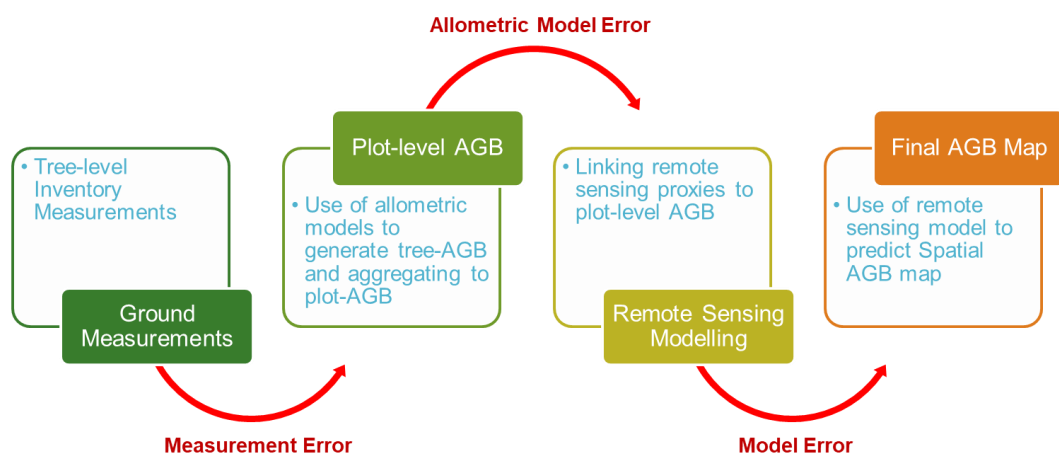 Allometric Model Error
• Tree-level
Inventory
Measurements
Ground
Measurements
Plot-level AGB
• Use of allometric
models to
generate tree-AGB
and aggregating to
plot-AGB
• Linking remote
sensing proxies to
plot-level AGB
Remote Sensing
Modelling
Final AGB Map
• Use of remote
sensing model to
predict Spatial
AGB map
Measurement Error
Model Error